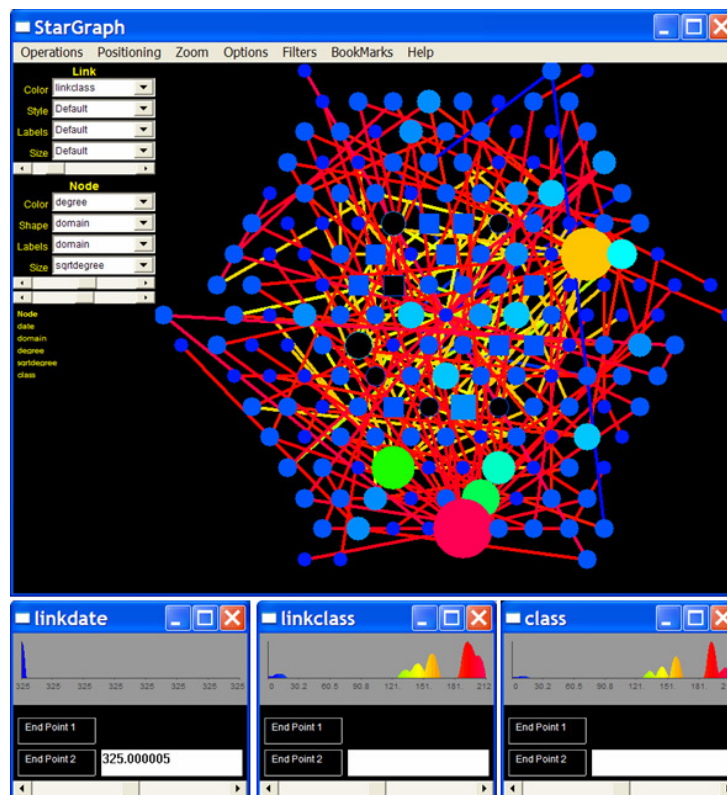 StarGraph
Operations Positioning Zoom Options Filters BookMarks Help
Link
Color linkclass
Style Default
Labels Default
Size Default
Node
Color degree
Shape domain
Labels domain
Size sqrtdegree
Node
date
domain
degree
sqrtdegree
class
linkdate
325 325 325 325 325 325 325
End Point 1
End Point 2 325.000005
linkclass
0 30.2 60.5 90.8 121. 151. 181. 212
End Point 1
End Point 2
class
0 30.2 60.5 90.8 121. 151. 181.
End Point 1
End Point 2